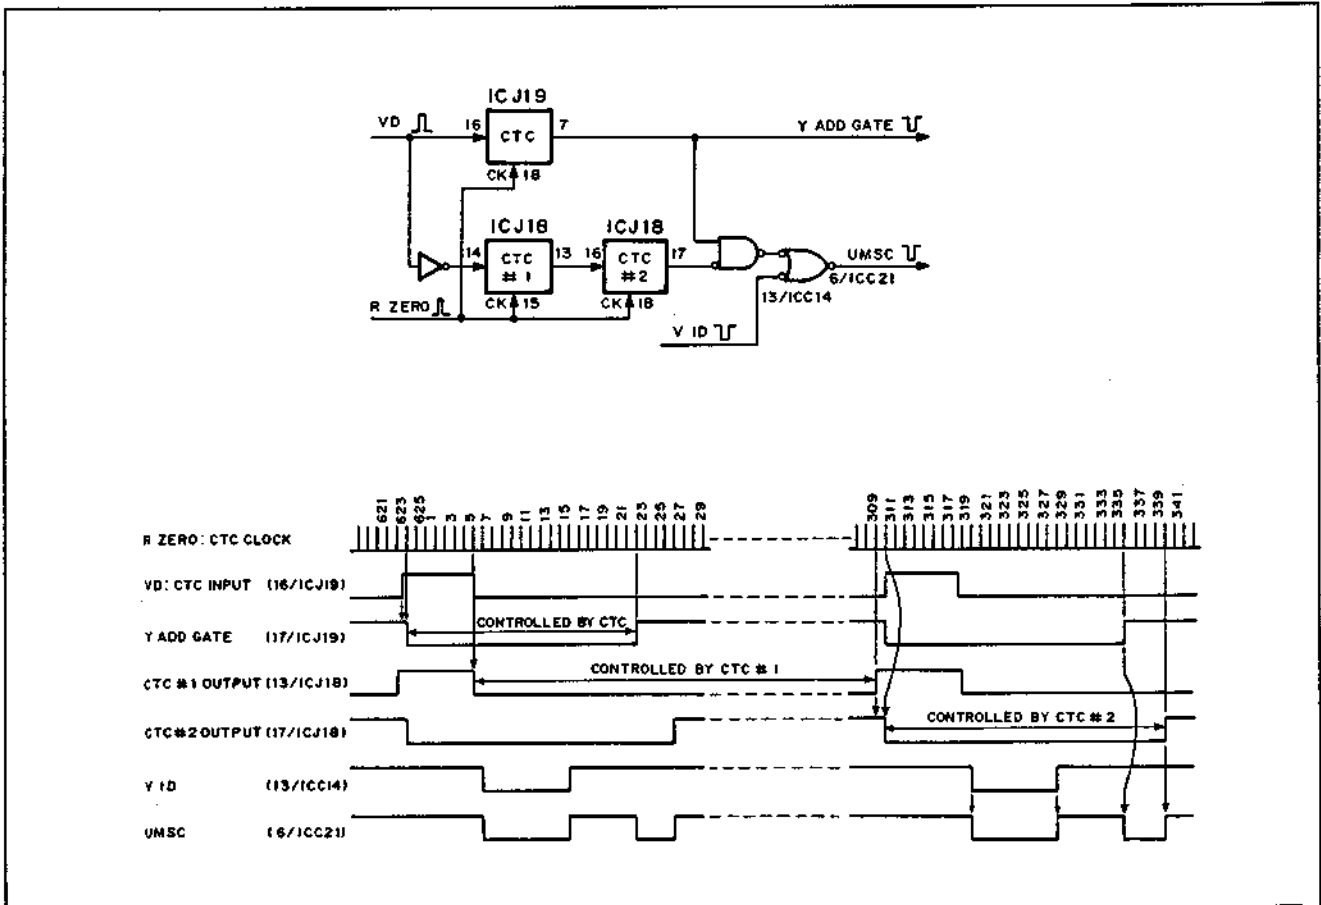 ICJ19
VD 16 CTC 7 Y ADD GATE
CK 18
ICJ18 ICJ18
14 CTC #1 13 16 CTC #2 17 UMSC
6/ICC21
13/ICC14
R ZERO CK 15 CK 18
V ID
621 623 625 1 3 5 7 9 11 13 15 17 19 21 23 25 27 29 309 311 313 315 317 319 321 323 325 327 329 331 333 335 337 339 341
R ZERO: CTC CLOCK
VD: CTC INPUT (16/ICJ19)
Y ADD GATE (17/ICJ19) CONTROLLED BY CTC
CTC #1 OUTPUT (13/ICJ18) CONTROLLED BY CTC #1
CTC#2 OUTPUT (17/ICJ18) CONTROLLED BY CTC #2
Y ID (13/ICC14)
UMSC (6/ICC21)